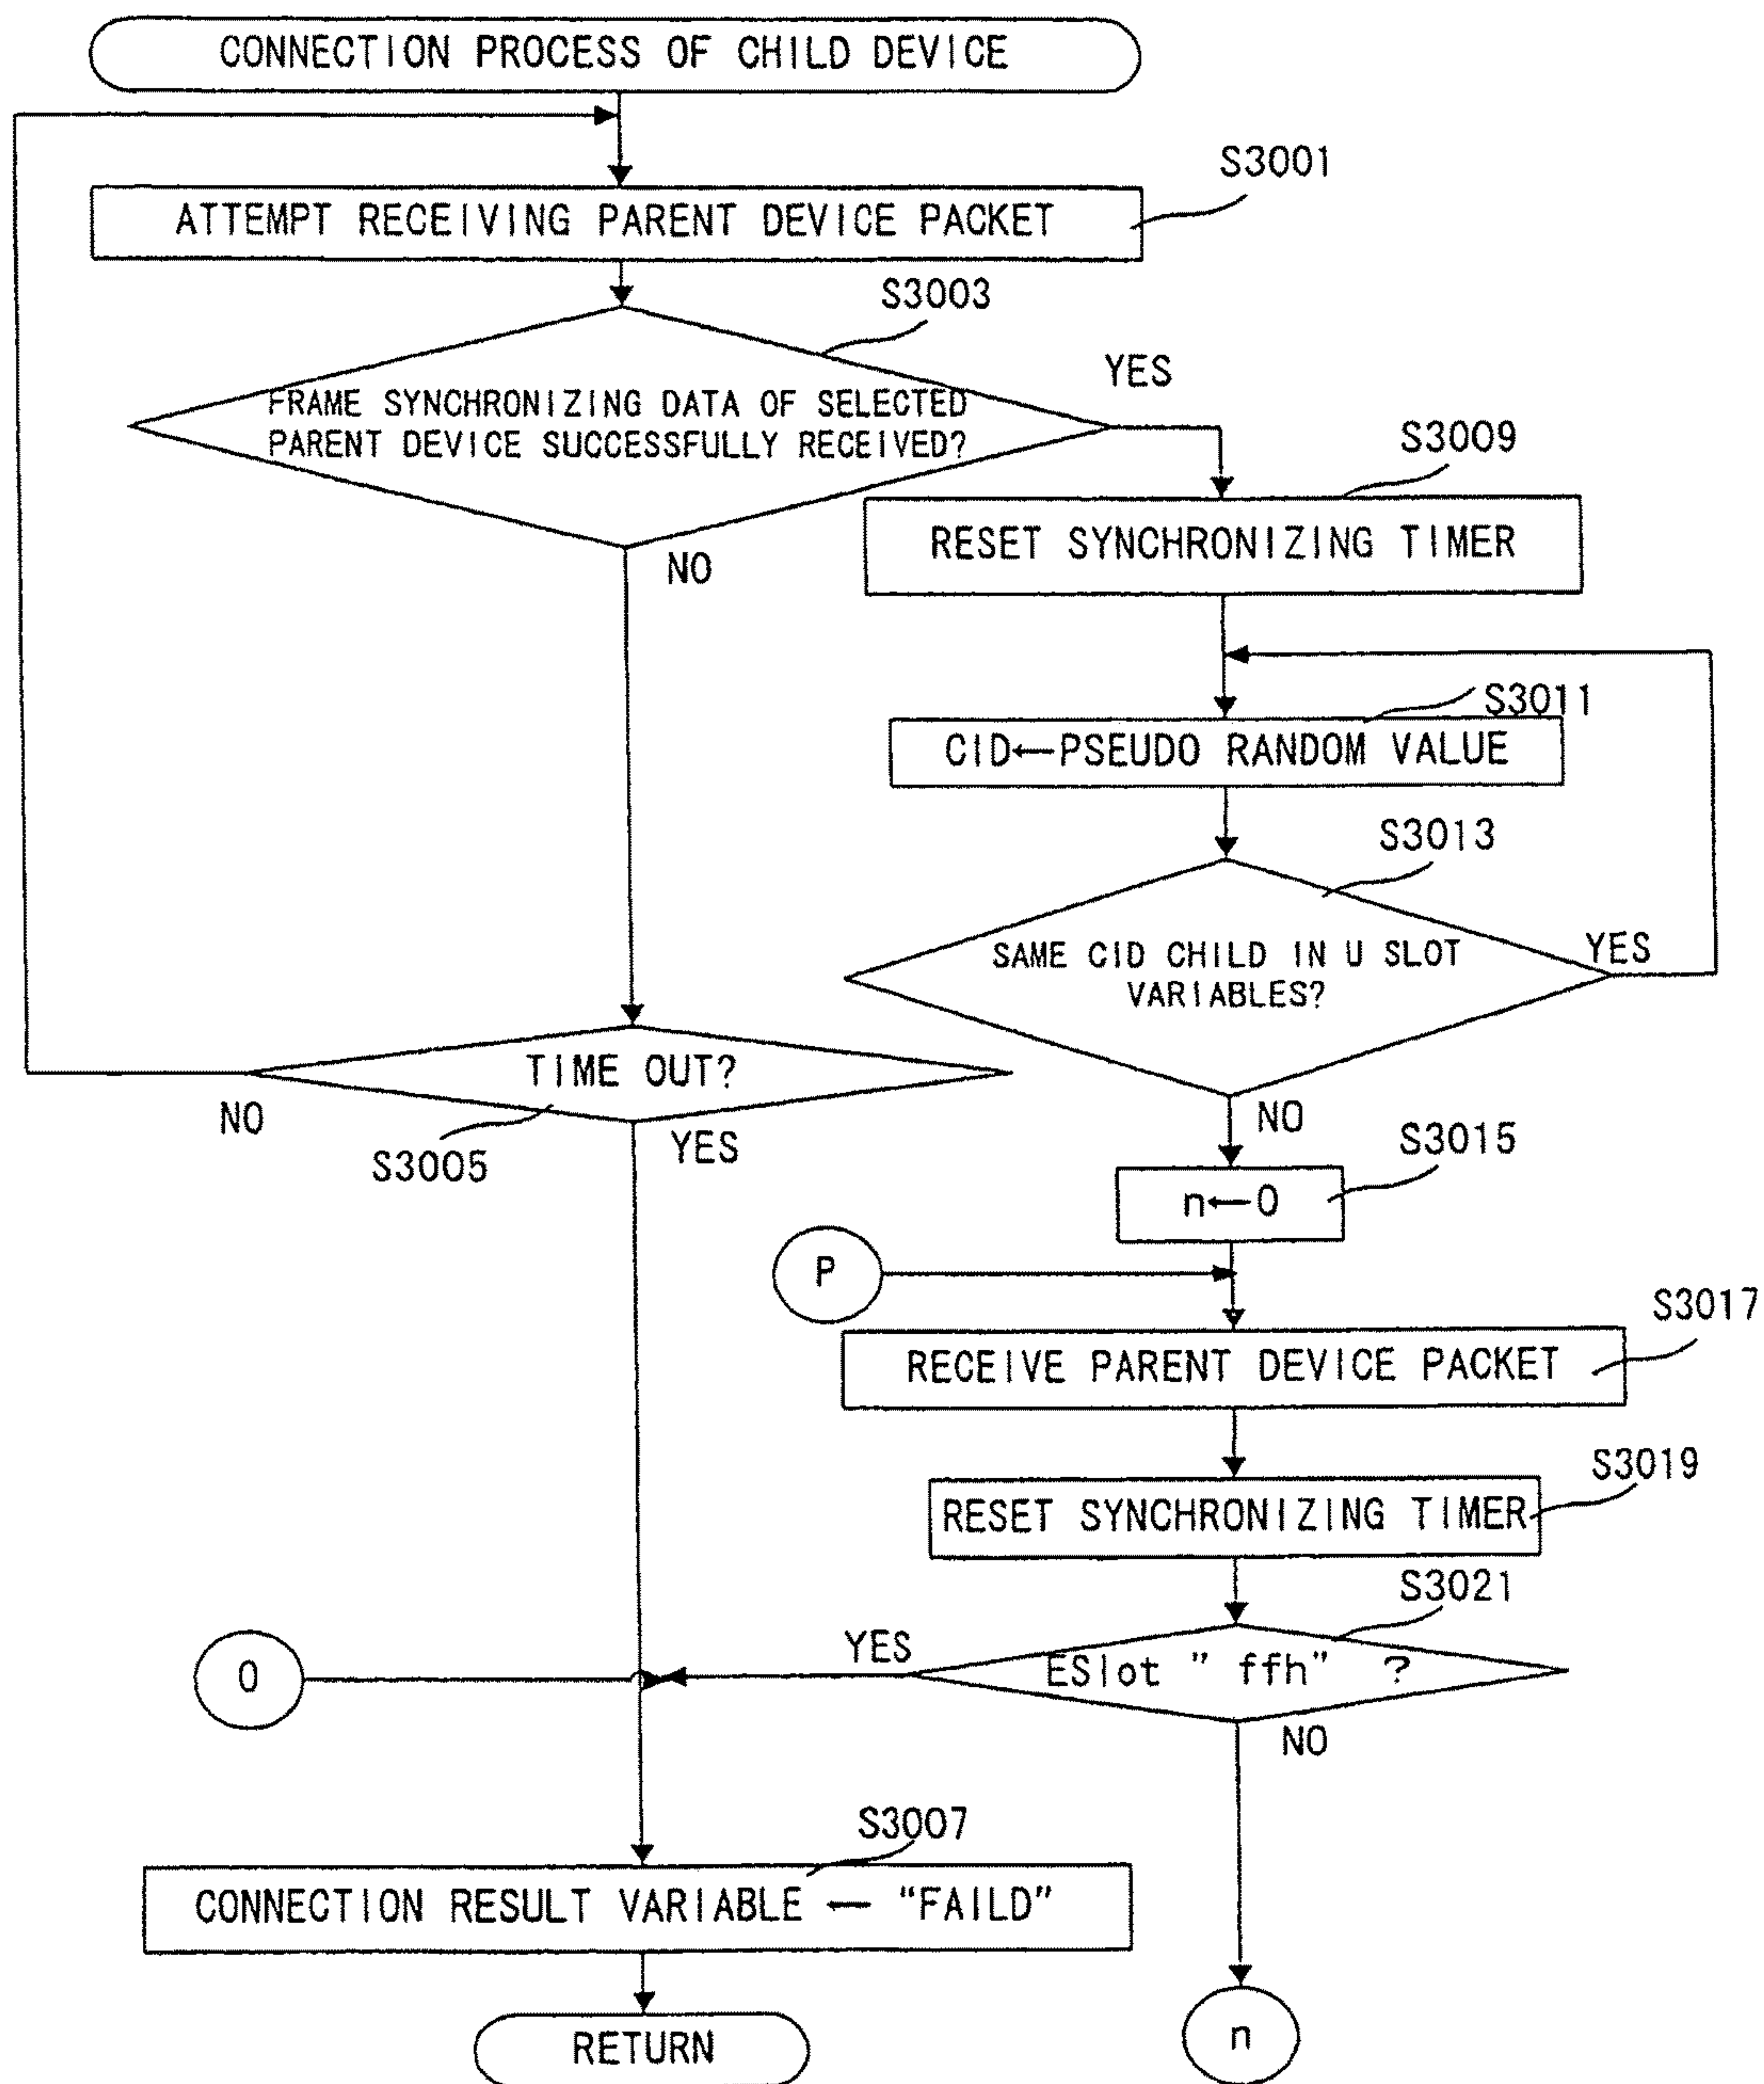 CONNECTION PROCESS OF CHILD DEVICE
S3001
ATTEMPT RECEIVING PARENT DEVICE PACKET
S3003
YES
FRAME SYNCHRONIZING DATA OF SELECTED
PARENT DEVICE SUCCESSFULLY RECEIVED?
S3009
RESET SYNCHRONIZING TIMER
NO
S3011
CID←PSEUDO RANDOM VALUE
S3013
SAME CID CHILD IN U SLOT
VARIABLES?
YES
TIME OUT?
NO
YES
S3005
NO
S3015
n←0
P
S3017
RECEIVE PARENT DEVICE PACKET
S3019
RESET SYNCHRONIZING TIMER
S3021
YES
ESlot " ffh" ?
O
NO
S3007
CONNECTION RESULT VARIABLE ← "FAILD"
RETURN
n